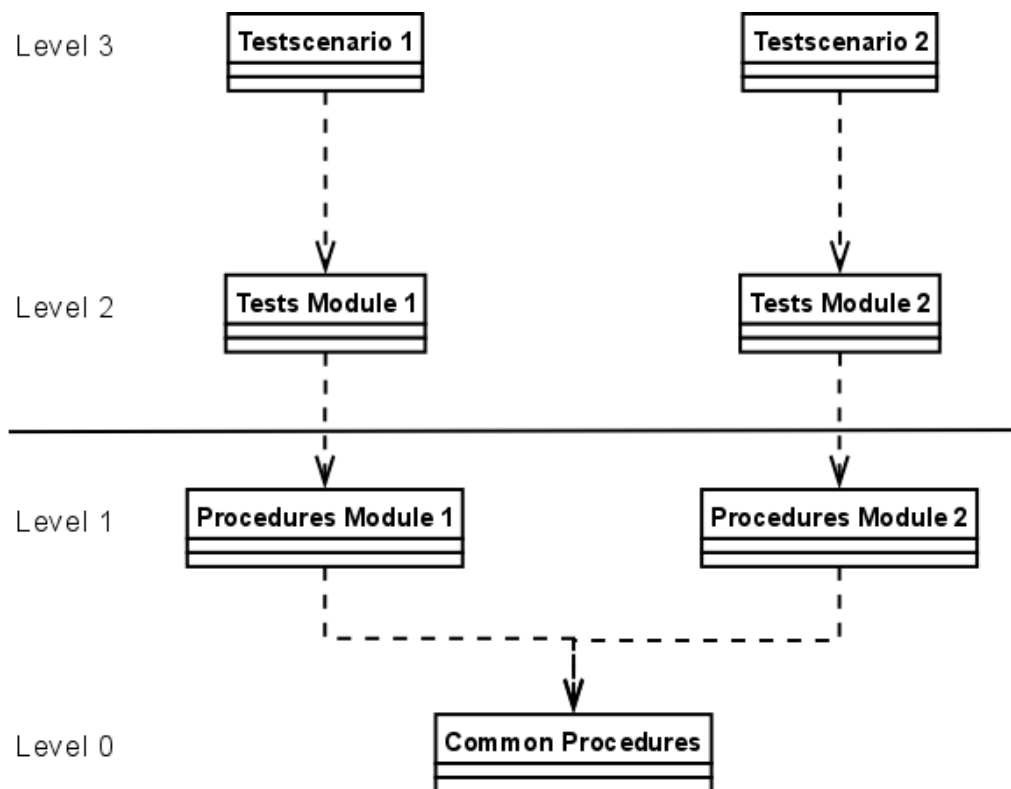 Level 3
Testscenario 1
Testscenario 2
Level 2
Tests Module 1
Tests Module 2
Level 1
Procedures Module 1
Procedures Module 2
Level 0
Common Procedures